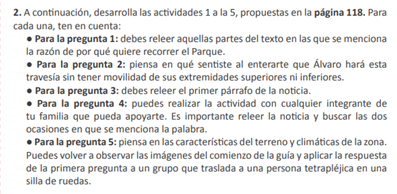 2. A continuación, desarrolla las actividades 1 a la 5, propuestas en la página 118. Para
cada una, ten en cuenta:
● Para la pregunta 1: debes releer aquellas partes del texto en las que se menciona
la razón de por qué quiere recorrer el Parque.
● Para la pregunta 2: piensa en qué sentiste al enterarte que Álvaro hará esta
travesía sin tener movilidad de sus extremidades superiores ni inferiores.
● Para la pregunta 3: debes releer el primer párrafo de la noticia.
● Para la pregunta 4: puedes realizar la actividad con cualquier integrante de
tu familia que pueda apoyarte. Es importante releer la noticia y buscar las dos
ocasiones en que se menciona la palabra.
● Para la pregunta 5: piensa en las características del terreno y climáticas de la zona.
Puedes volver a observar las imágenes del comienzo de la guía y aplicar la respuesta
de la primera pregunta a un grupo que traslada a una persona tetrapléjica en una
silla de ruedas.